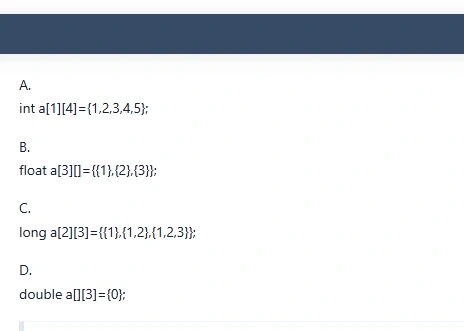 A.
int a[1][4]={1,2,3,4,5};
B.
float a[3][]={{1},{2},{3}};
C.
long a[2][3]={{1},{1,2},{1,2,3}};
D.
double a[][3]={0};